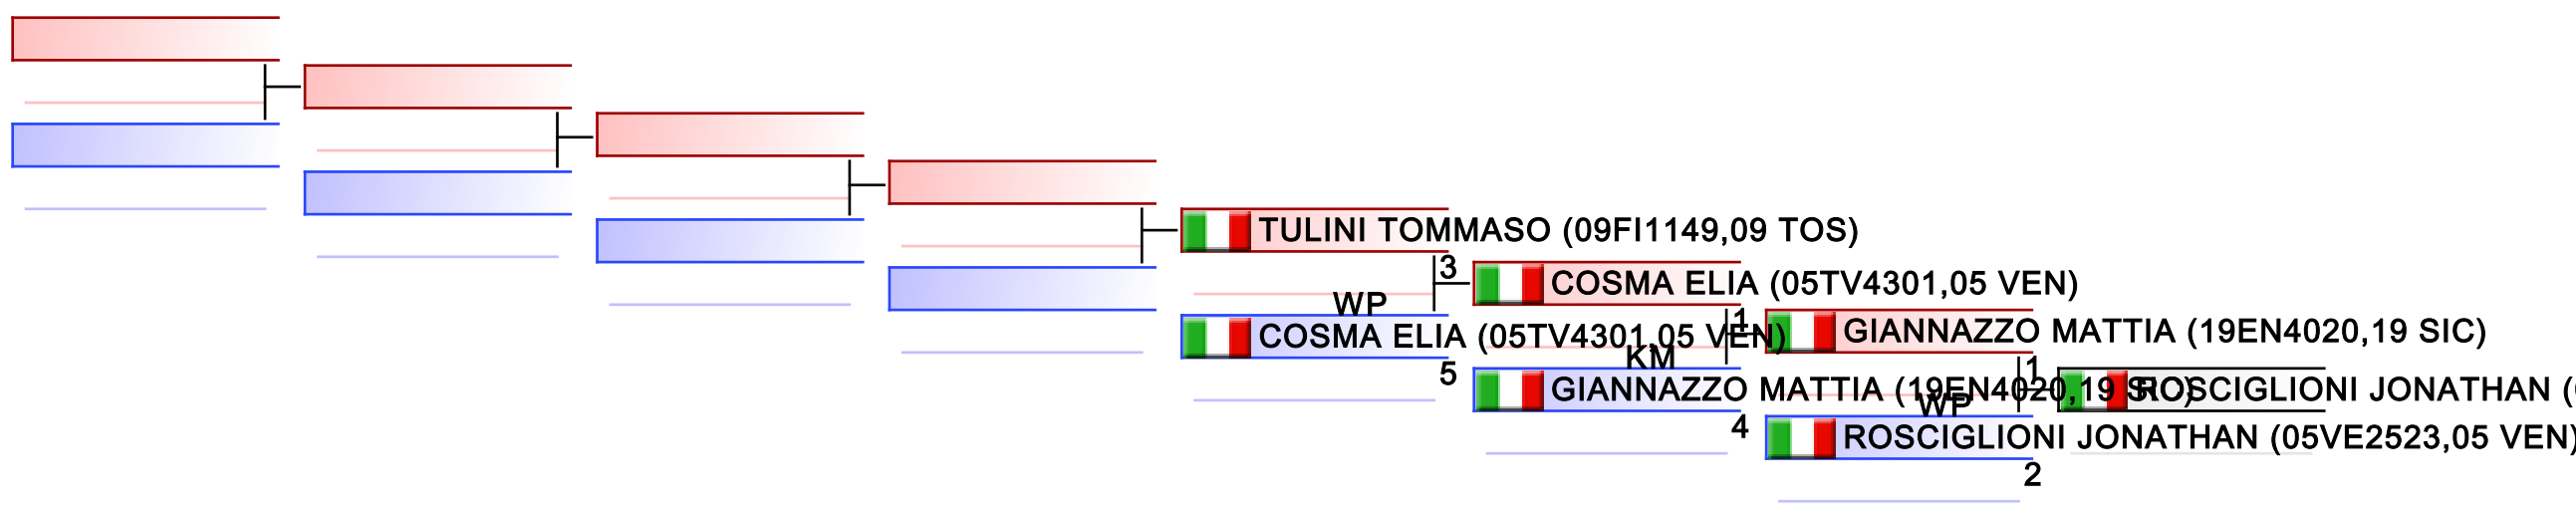 TULINI TOMMASO (09FI1149,09 TOS)
3
WP
COSMA ELIA (05TV4301,05 VEN)
5
COSMA ELIA (05TV4301,05 VEN)
1
KM
GIANNAZZO MATTIA (19EN4020,19 SIC)
4
GIANNAZZO MATTIA (19EN4020,19 SIC)
1
WP
ROSCIGLIONI JONATHAN (05VE2523,05 VEN)
2
ROSCIGLIONI JONATHAN (